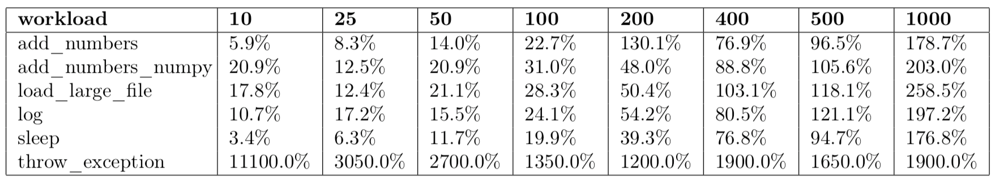 workload 10 25 50 100 200 400 500 1000
add_numbers 5.9% 8.3% 14.0% 22.7% 130.1% 76.9% 96.5% 178.7%
add_numbers_numpy 20.9% 12.5% 20.9% 31.0% 48.0% 88.8% 105.6% 203.0%
load_large_file 17.8% 12.4% 21.1% 28.3% 50.4% 103.1% 118.1% 258.5%
log 10.7% 17.2% 15.5% 24.1% 54.2% 80.5% 121.1% 197.2%
sleep 3.4% 6.3% 11.7% 19.9% 39.3% 76.8% 94.7% 176.8%
throw_exception 11100.0% 3050.0% 2700.0% 1350.0% 1200.0% 1900.0% 1650.0% 1900.0%